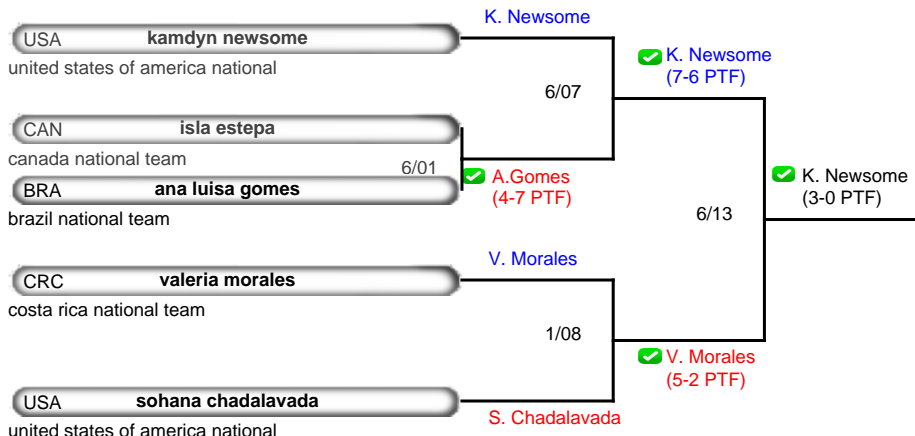 K. Newsome
USA kamdyn newsome
united states of america national
K. Newsome
(7-6 PTF)
6/07
CAN isla estepa
canada national team
6/01
A.Gomes
(4-7 PTF)
BRA ana luisa gomes
brazil national team
K. Newsome
(3-0 PTF)
6/13
V. Morales
CRC valeria morales
costa rica national team
1/08
V. Morales
(5-2 PTF)
USA sohana chadalavada
S. Chadalavada
united states of america national